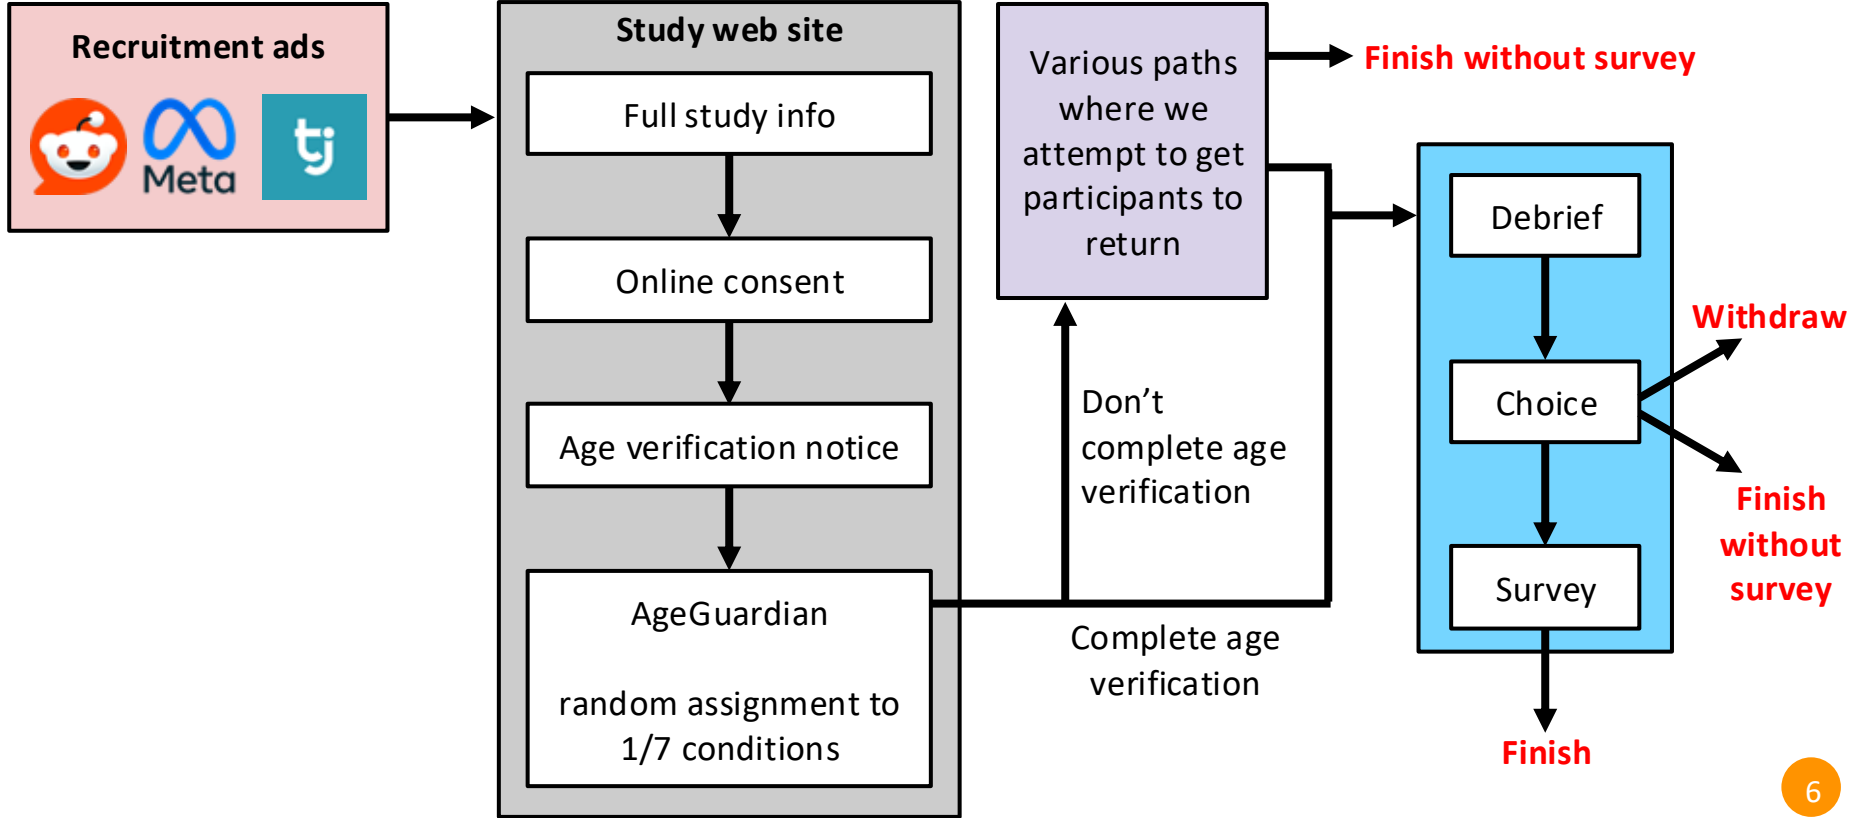 Recruitment ads
Meta
tj
Study web site
Full study info
Online consent
Age verification notice
AgeGuardian
random assignment to
1/7 conditions
Various paths
where we
attempt to get
participants to
return
Finish without survey
Don’t
complete age
verification
Complete age
verification
Debrief
Choice
Survey
Withdraw
Finish
without
survey
Finish
6